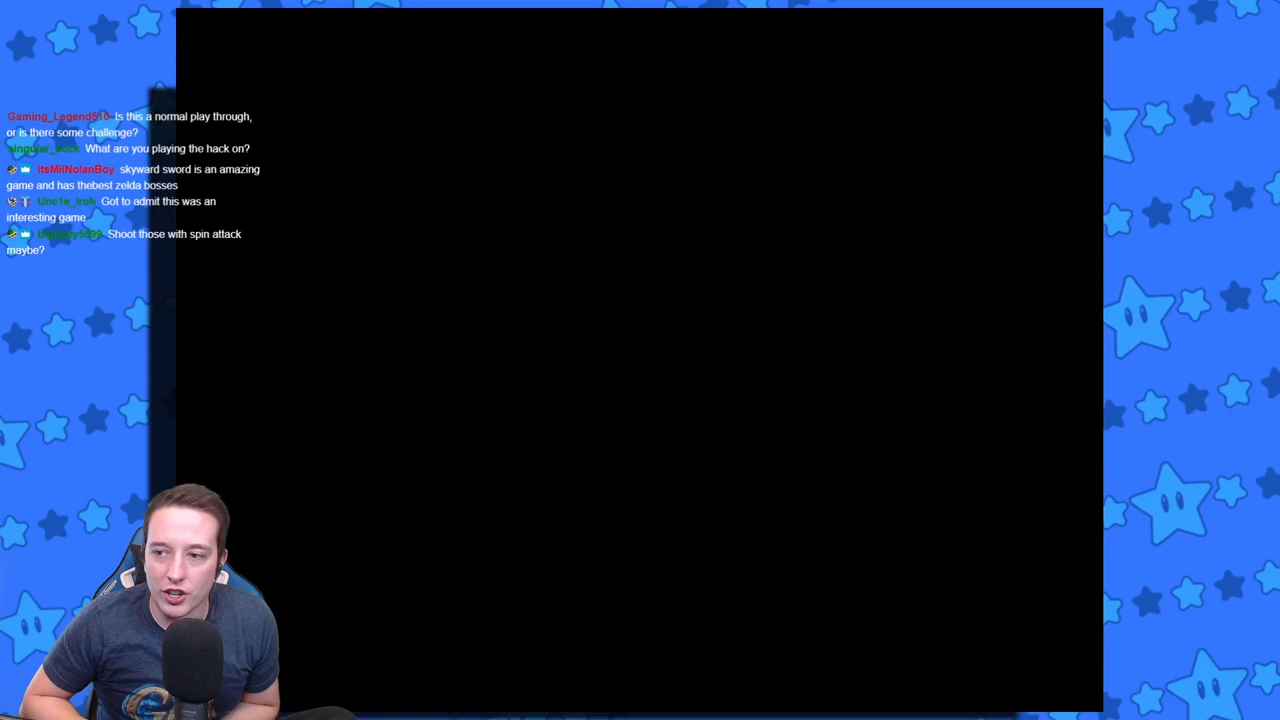 Gaming_Legend510 Is this a normal play through,
or is there some challenge?
What are you playing the hack on?
ItsMiiNolanBoy skyward sword is an amazing
game and has thebest zelda bosses
Unc1e_Iroh Got to admit this was an
interesting game
Shoot those with spin attack
maybe?